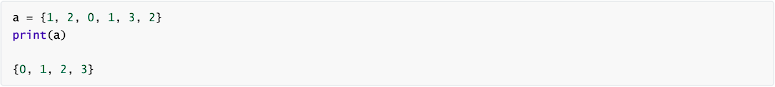 a = {1, 2, 0, 1, 3, 2}
print(a)
{0, 1, 2, 3}